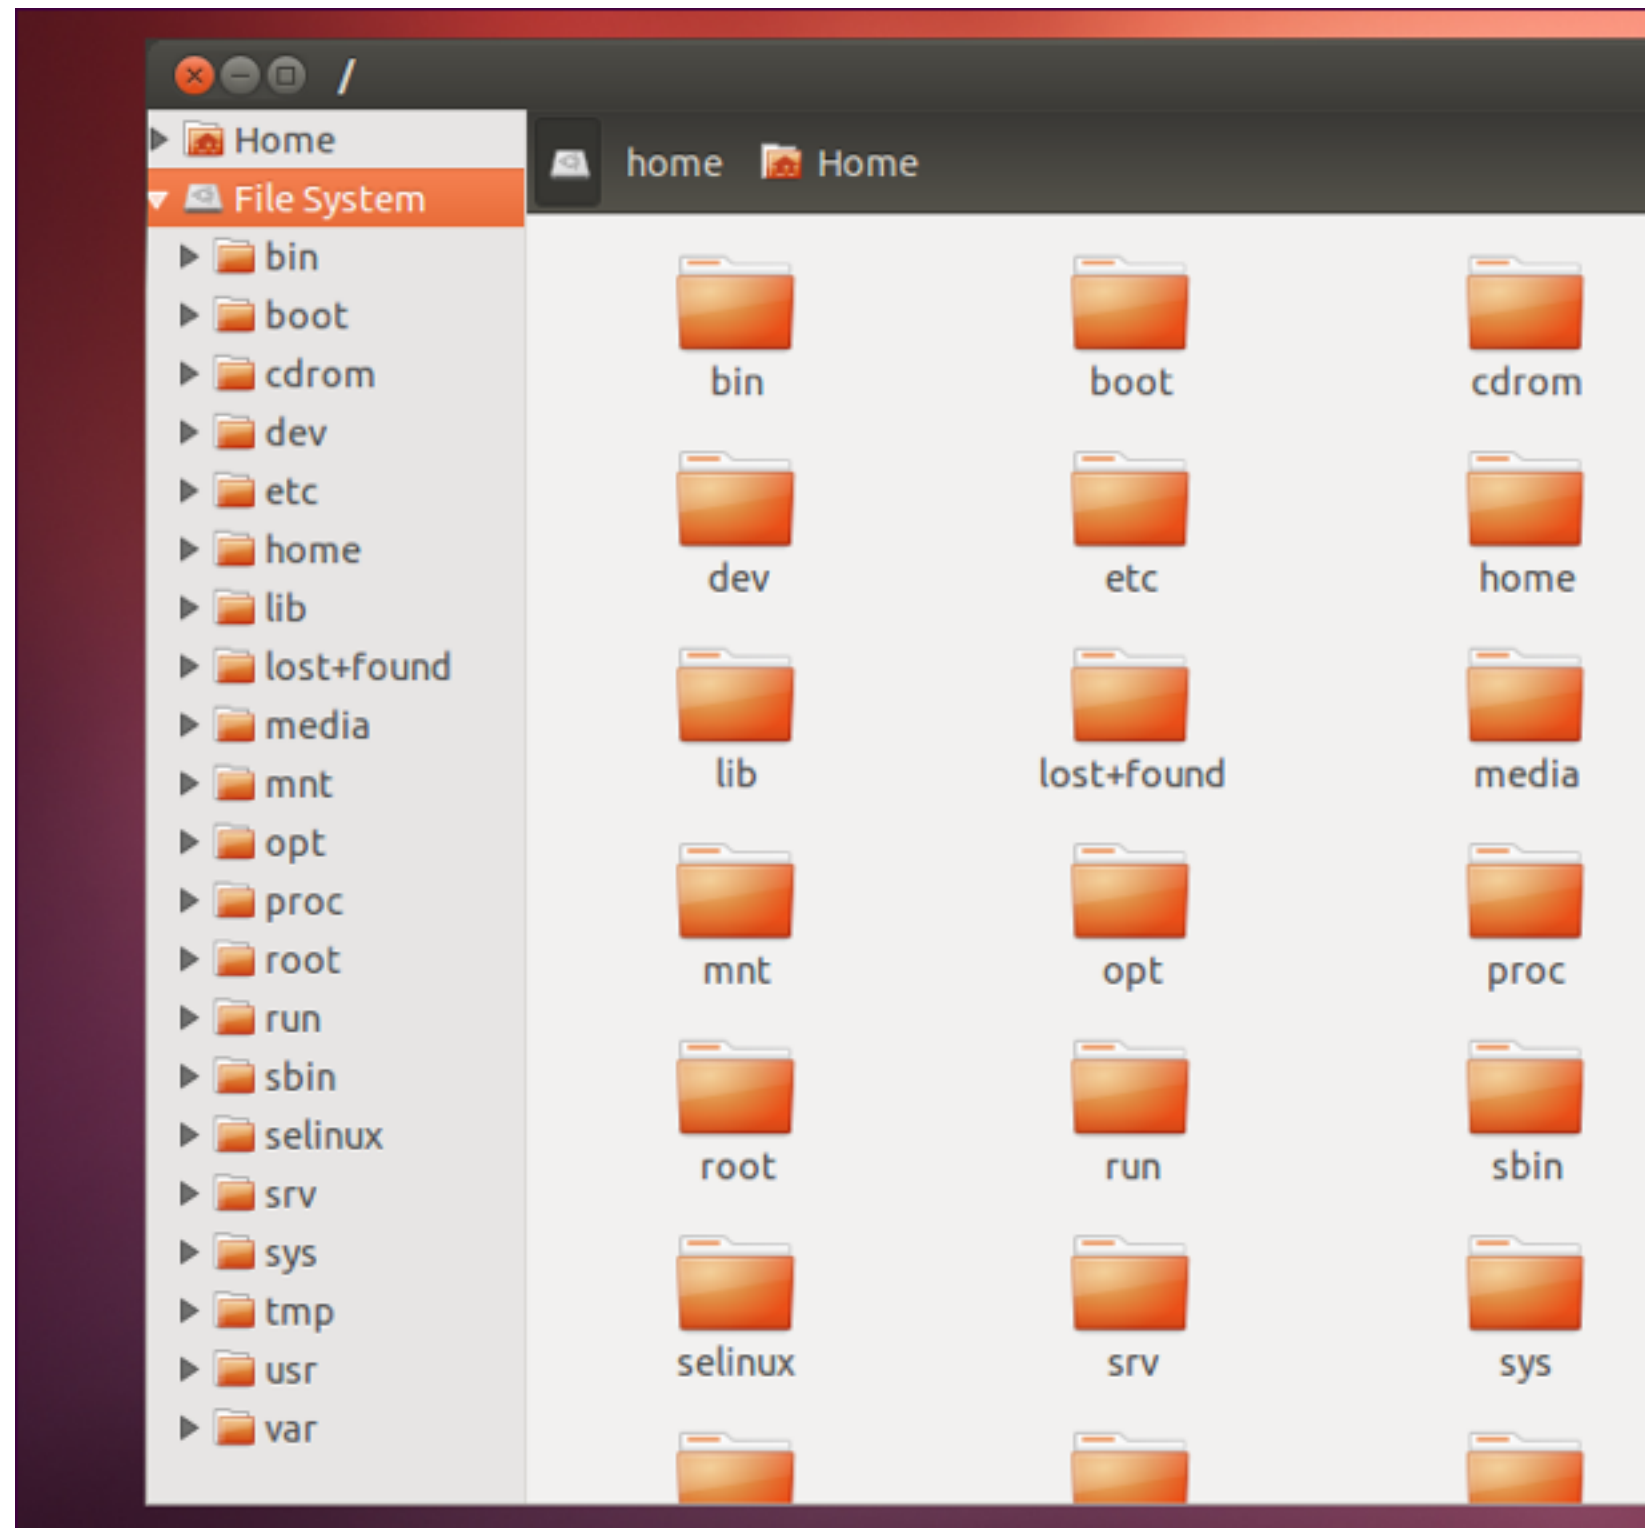 /
Home
File System
bin
boot
cdrom
dev
etc
home
lib
lost+found
media
mnt
opt
proc
root
run
sbin
selinux
srv
sys
tmp
usr
var
home Home
bin boot cdrom
dev etc home
lib lost+found media
mnt opt proc
root run sbin
selinux srv sys